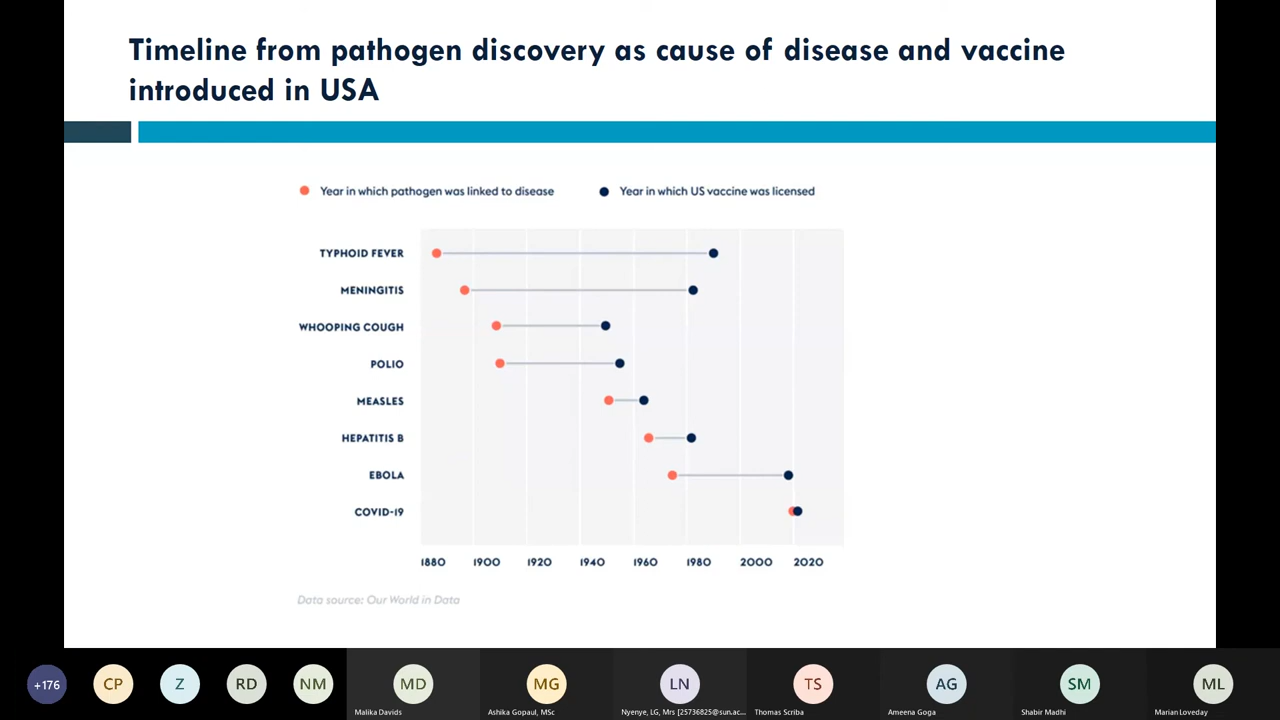 Timeline from pathogen discovery as cause of disease and vaccine
introduced in USA
Year in which pathogen was linked to disease
Year in which US vaccine was licensed
TYPHOID FEVER
MENINGITIS
WHOOPING COUGH
POLIO
MEASLES
HEPATITIS B
EBOLA
COVID-19
1880 1900 1920 1940 1960 1980 2000 2020
Data source: Our World in Data
+176 CP Z RD NM MD MG LN TS AG SM ML
Malika Davids Ashika Gopaul, MSc Nyenye, LG, Mrs [25736825@sun.ac... Thomas Scriba Ameena Goga Shabir Madhi Marian Loveday